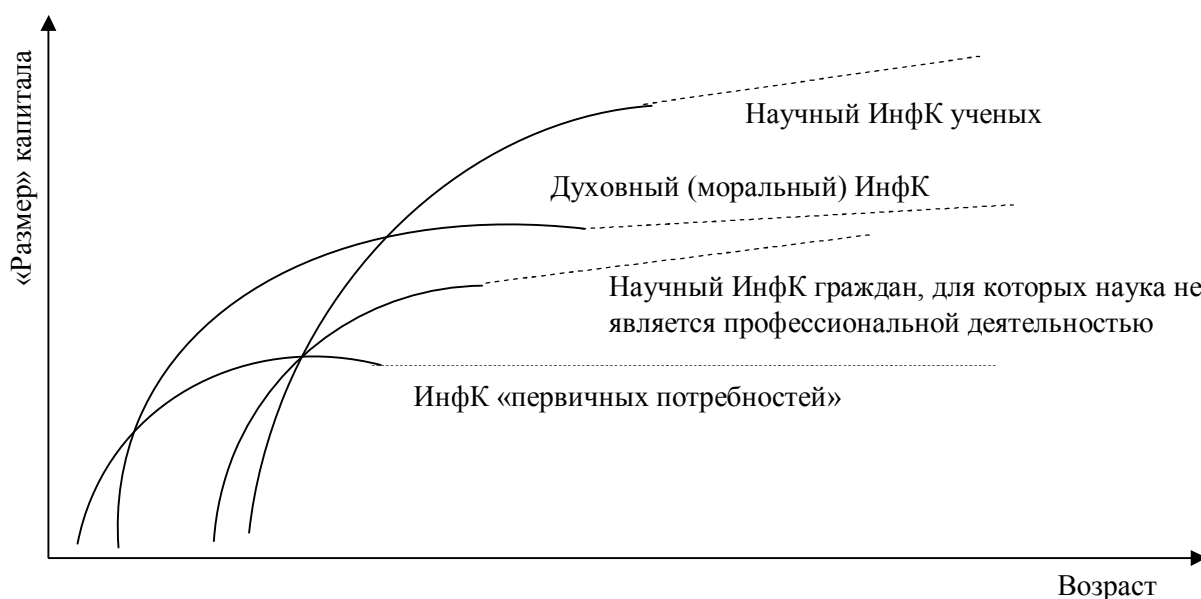 «Размер» капитала
Научный ИнфК ученых
Духовный (моральный) ИнфК
Научный ИнфК граждан, для которых наука не
является профессиональной деятельностью
ИнфК «первичных потребностей»
Возраст